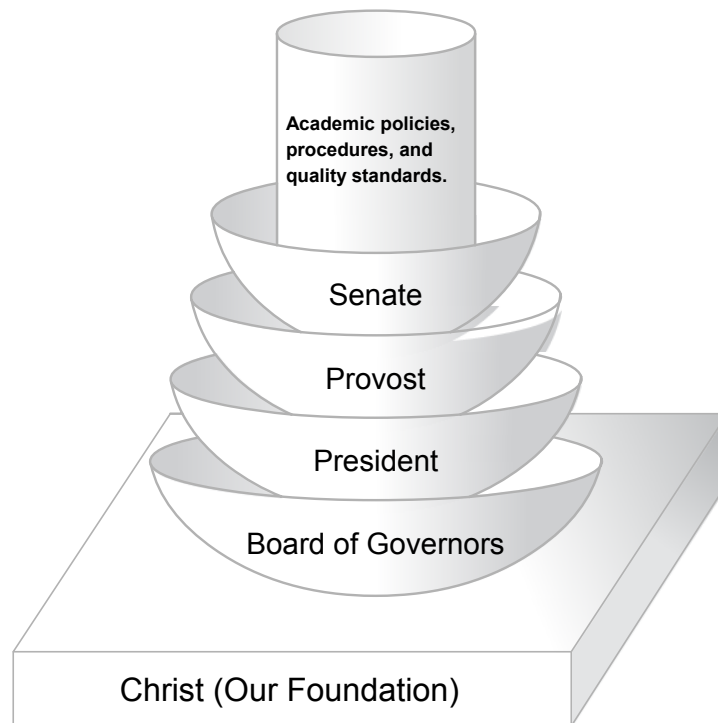 Academic policies,
procedures, and
quality standards.
Senate
Provost
President
Board of Governors
Christ (Our Foundation)